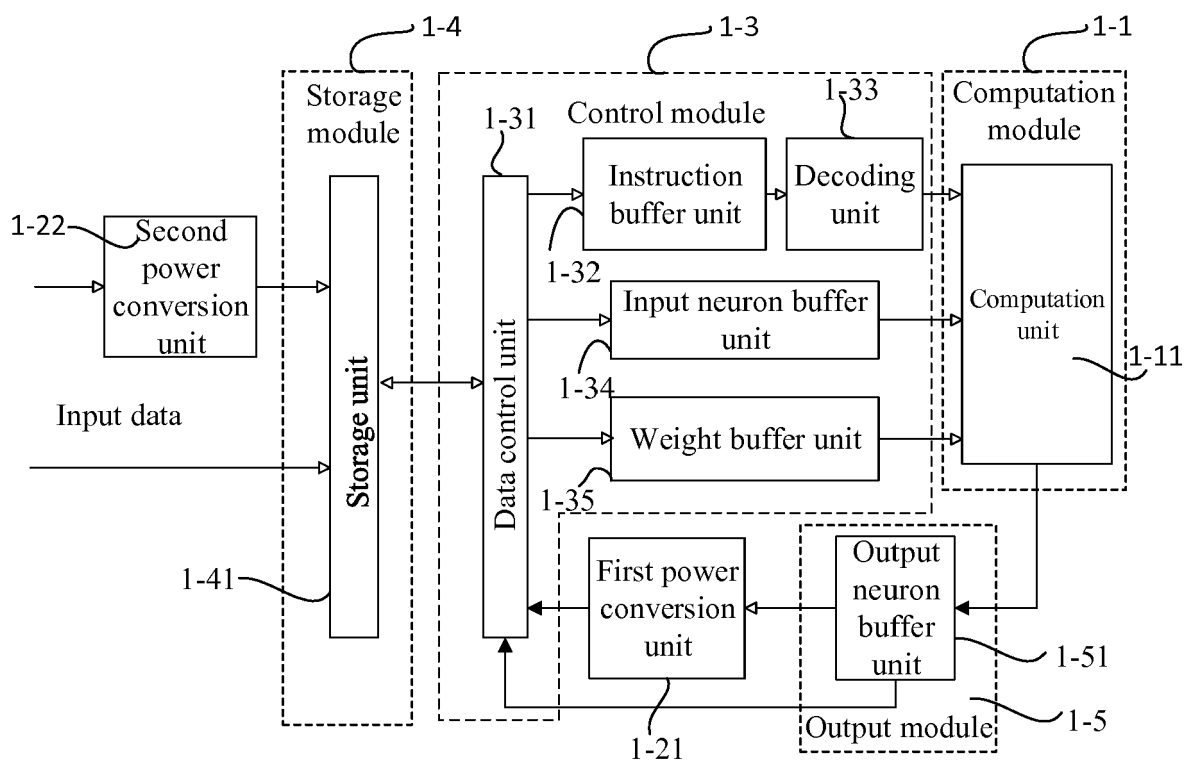 1-4
1-3
1-1
Storage
module
1-31
Control module
1-33
Computation
module
Instruction
buffer unit
Decoding
unit
1-22
Second
power
conversion
unit
1-32
Input neuron buffer
unit
Computation
unit
1-34
1-11
Input data
Storage unit
Data control unit
Weight buffer unit
1-35
1-41
First power
conversion
unit
Output
neuron
buffer
unit
1-51
1-21
Output module
1-5